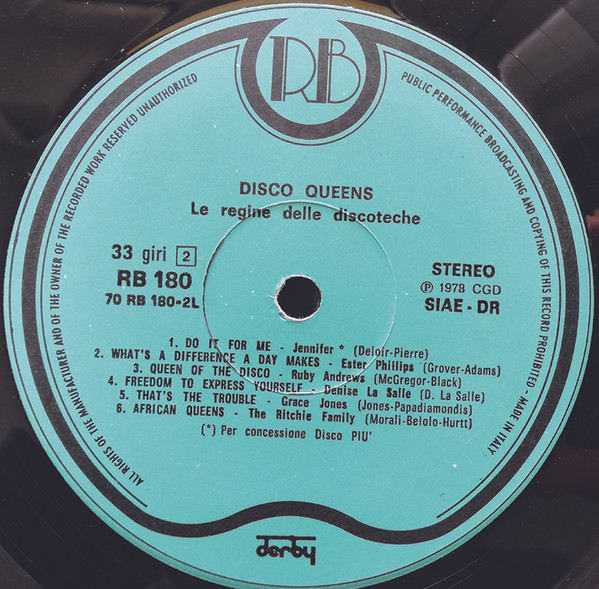 RB
ALL RIGHTS OF THE MANUFACTURER AND OF THE OWNER OF THE RECORDED WORK RESERVED UNAUTHORIZED
PUBLIC PERFORMANCE BROADCASTING AND COPYING OF THIS RECORD PROHIBITED - MADE IN ITALY
DISCO QUEENS
Le regine delle discoteche
33 giri 2
RB 180
70 RB 180-2L
STEREO
Ⓟ 1978 CGD
SIAE - DR
1. DO IT FOR ME - Jennifer * (Deloir-Pierre)
2. WHAT'S A DIFFERENCE A DAY MAKES - Ester Phillips (Grover-Adams)
3. QUEEN OF THE DISCO - Ruby Andrews (McGregor-Black)
4. FREEDOM TO EXPRESS YOURSELF - Denise La Salle (D. La Salle)
5. THAT'S THE TROUBLE - Grace Jones (Jones-Papadiamondis)
6. AFRICAN QUEENS - The Ritchie Family (Morali-Belolo-Hurtt)
(*) Per concessione Disco PIU'
derby